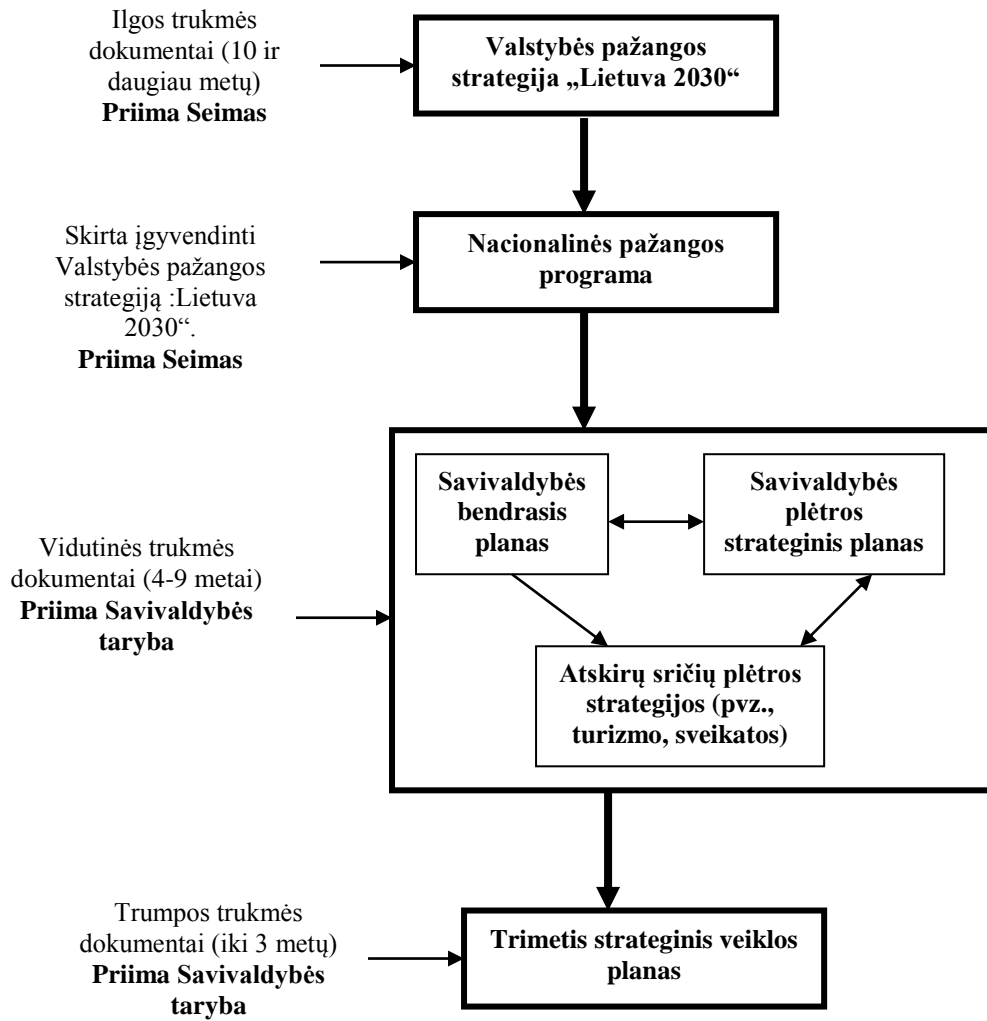 Ilgos trukmės
dokumentai (10 ir
daugiau metų)
Priima Seimas
Valstybės pažangos
strategija „Lietuva 2030“
Skirta įgyvendinti
Valstybės pažangos
strategiją :Lietuva
2030“.
Priima Seimas
Nacionalinės pažangos
programa
Vidutinės trukmės
dokumentai (4-9 metai)
Priima Savivaldybės
taryba
Savivaldybės
bendrasis
planas
Savivaldybės
plėtros
strateginis planas
Atskirų sričių plėtros
strategijos (pvz.,
turizmo, sveikatos)
Trumpos trukmės
dokumentai (iki 3 metų)
Priima Savivaldybės
taryba
Trimetis strateginis veiklos
planas